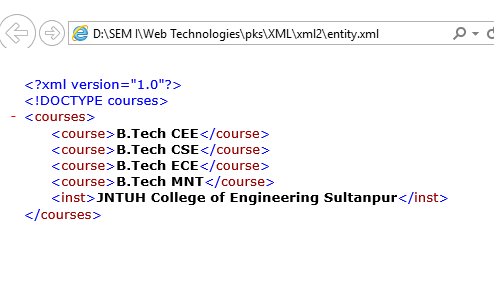 D:\SEM I\Web Technologies\pks\XML\xml2\entity.xml
<?xml version="1.0"?>
<!DOCTYPE courses>
- <courses>
<course>B.Tech CEE</course>
<course>B.Tech CSE</course>
<course>B.Tech ECE</course>
<course>B.Tech MNT</course>
<inst>JNTUH College of Engineering Sultanpur</inst>
</courses>